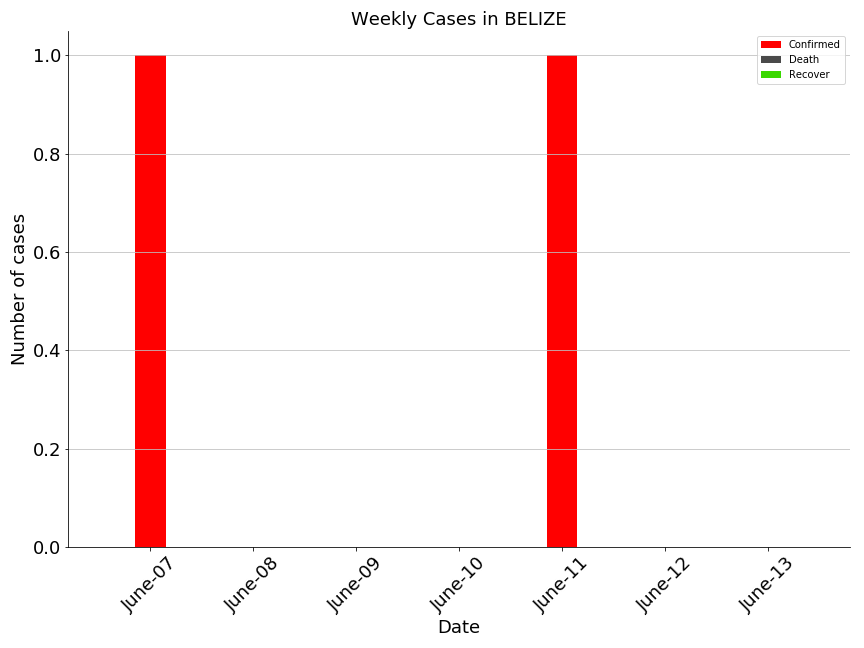 Weekly Cases in BELIZE
Confirmed
Death
Recover
Number of cases
1.0
0.8
0.6
0.4
0.2
0.0
June-07
June-08
June-09
June-10
June-11
June-12
June-13
Date